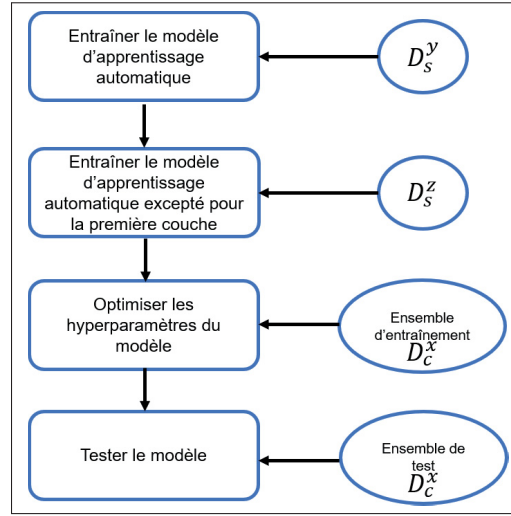 Entraîner le modèle
d’apprentissage
automatique
D_s^y
Entraîner le modèle
d’apprentissage
automatique excepté pour
la première couche
D_s^z
Optimiser les
hyperparamètres du
modèle
Ensemble
d’entraînement
D_c^x
Tester le modèle
Ensemble de
test
D_c^x